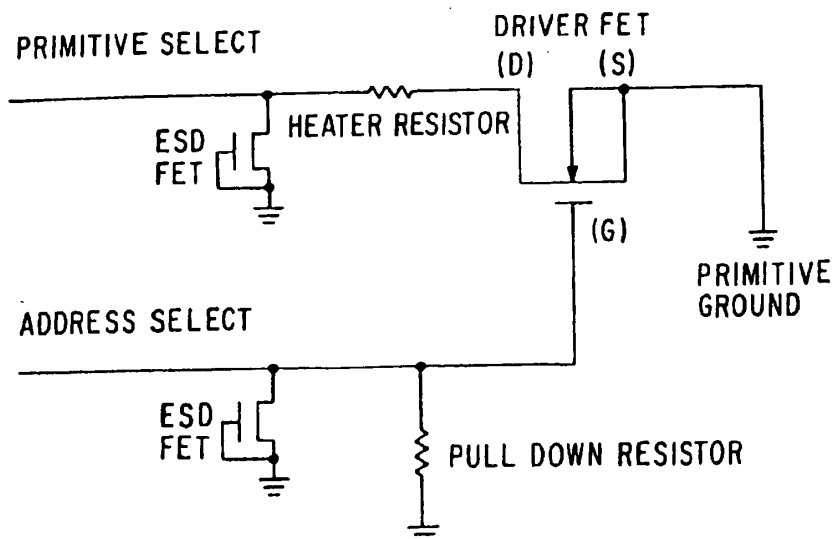 PRIMITIVE SELECT
DRIVER FET
(D)
(S)
ESD
FET
HEATER RESISTOR
(G)
PRIMITIVE
GROUND
ADDRESS SELECT
ESD
FET
PULL DOWN RESISTOR